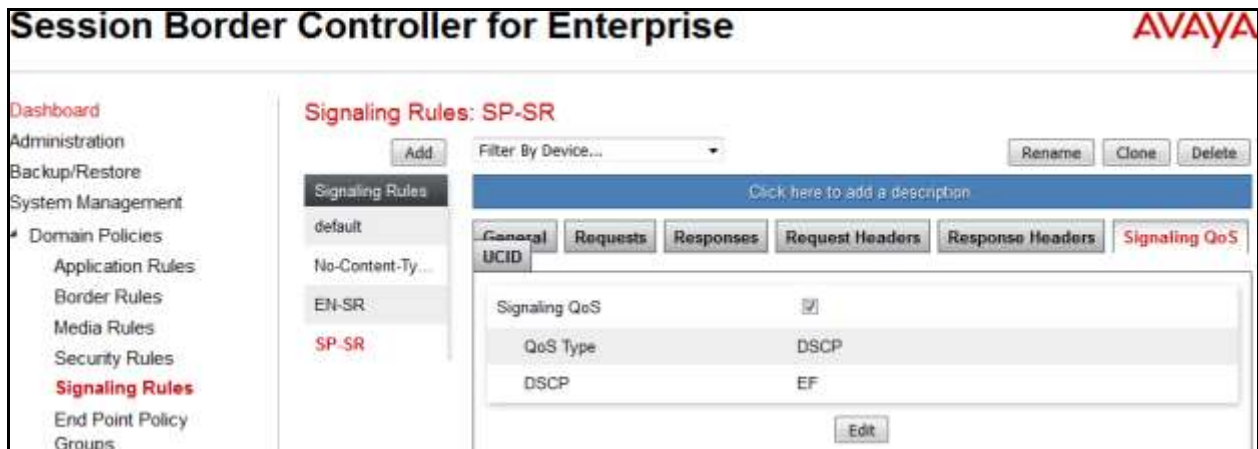 Session Border Controller for Enterprise
AVAYA
Dashboard
Administration
Backup/Restore
System Management
Domain Policies
Application Rules
Border Rules
Media Rules
Security Rules
Signaling Rules
End Point Policy
Groups
Signaling Rules: SP-SR
Add
Filter By Device...
Rename
Clone
Delete
Signaling Rules
default
No-Content-Ty...
EN-SR
SP-SR
Click here to add a description.
General
Requests
Responses
Request Headers
Response Headers
Signaling QoS
UCID
Signaling QoS
QoS Type DSCP
DSCP EF
Edit